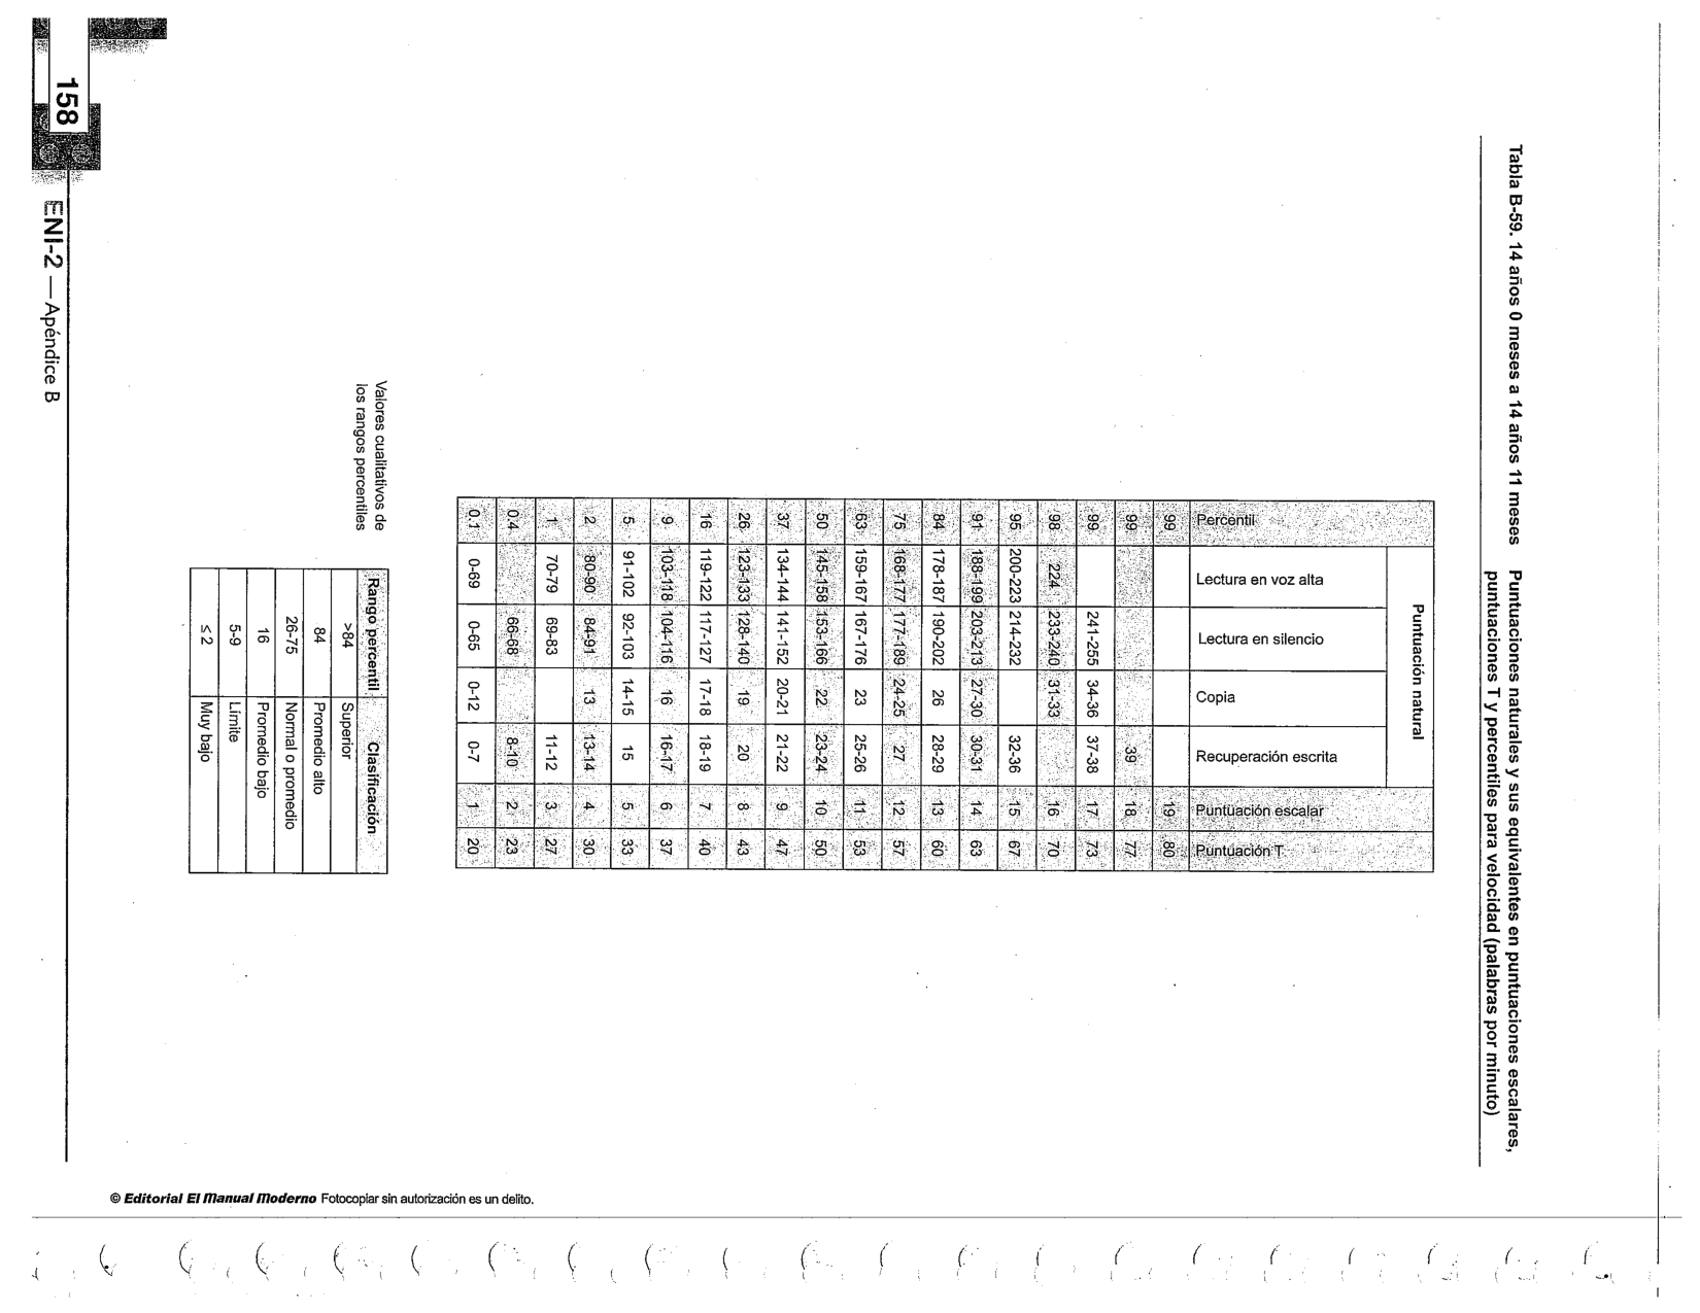 Tabla B-59. 14 años 0 meses a 14 años 11 meses Puntuaciones naturales y sus equivalentes en puntuaciones escalares,
puntuaciones T y percentiles para velocidad (palabras por minuto)
Puntuación natural
Percentil Lectura en voz alta Lectura en silencio Copia Recuperación escrita Puntuación escalar Puntuación T
99 19 80
99 39 18 77
99 241-255 34-36 37-38 17 73
98 224 233-240 31-33 16 70
95 200-223 214-232 32-36 15 67
91 188-199 203-213 27-30 30-31 14 63
84 178-187 190-202 26 28-29 13 60
75 168-177 177-189 24-25 27 12 57
63 159-167 167-176 23 25-26 11 53
50 145-158 153-166 22 23-24 10 50
37 134-144 141-152 20-21 21-22 9 47
26 123-133 128-140 19 20 8 43
16 119-122 117-127 17-18 18-19 7 40
9 103-118 104-116 16 16-17 6 37
5 91-102 92-103 14-15 15 5 33
2 80-90 84-91 13 13-14 4 30
1 70-79 69-83 11-12 3 27
0.4 66-68 8-10 2 23
0.1 0-69 0-65 0-12 0-7 1 20
Valores cualitativos de
los rangos percentiles
Rango percentil Clasificación
>84 Superior
84 Promedio alto
26-75 Normal o promedio
16 Promedio bajo
5-9 Límite
≤ 2 Muy bajo
158 ENI-2 — Apéndice B
© Editorial El Manual Moderno Fotocopiar sin autorización es un delito.